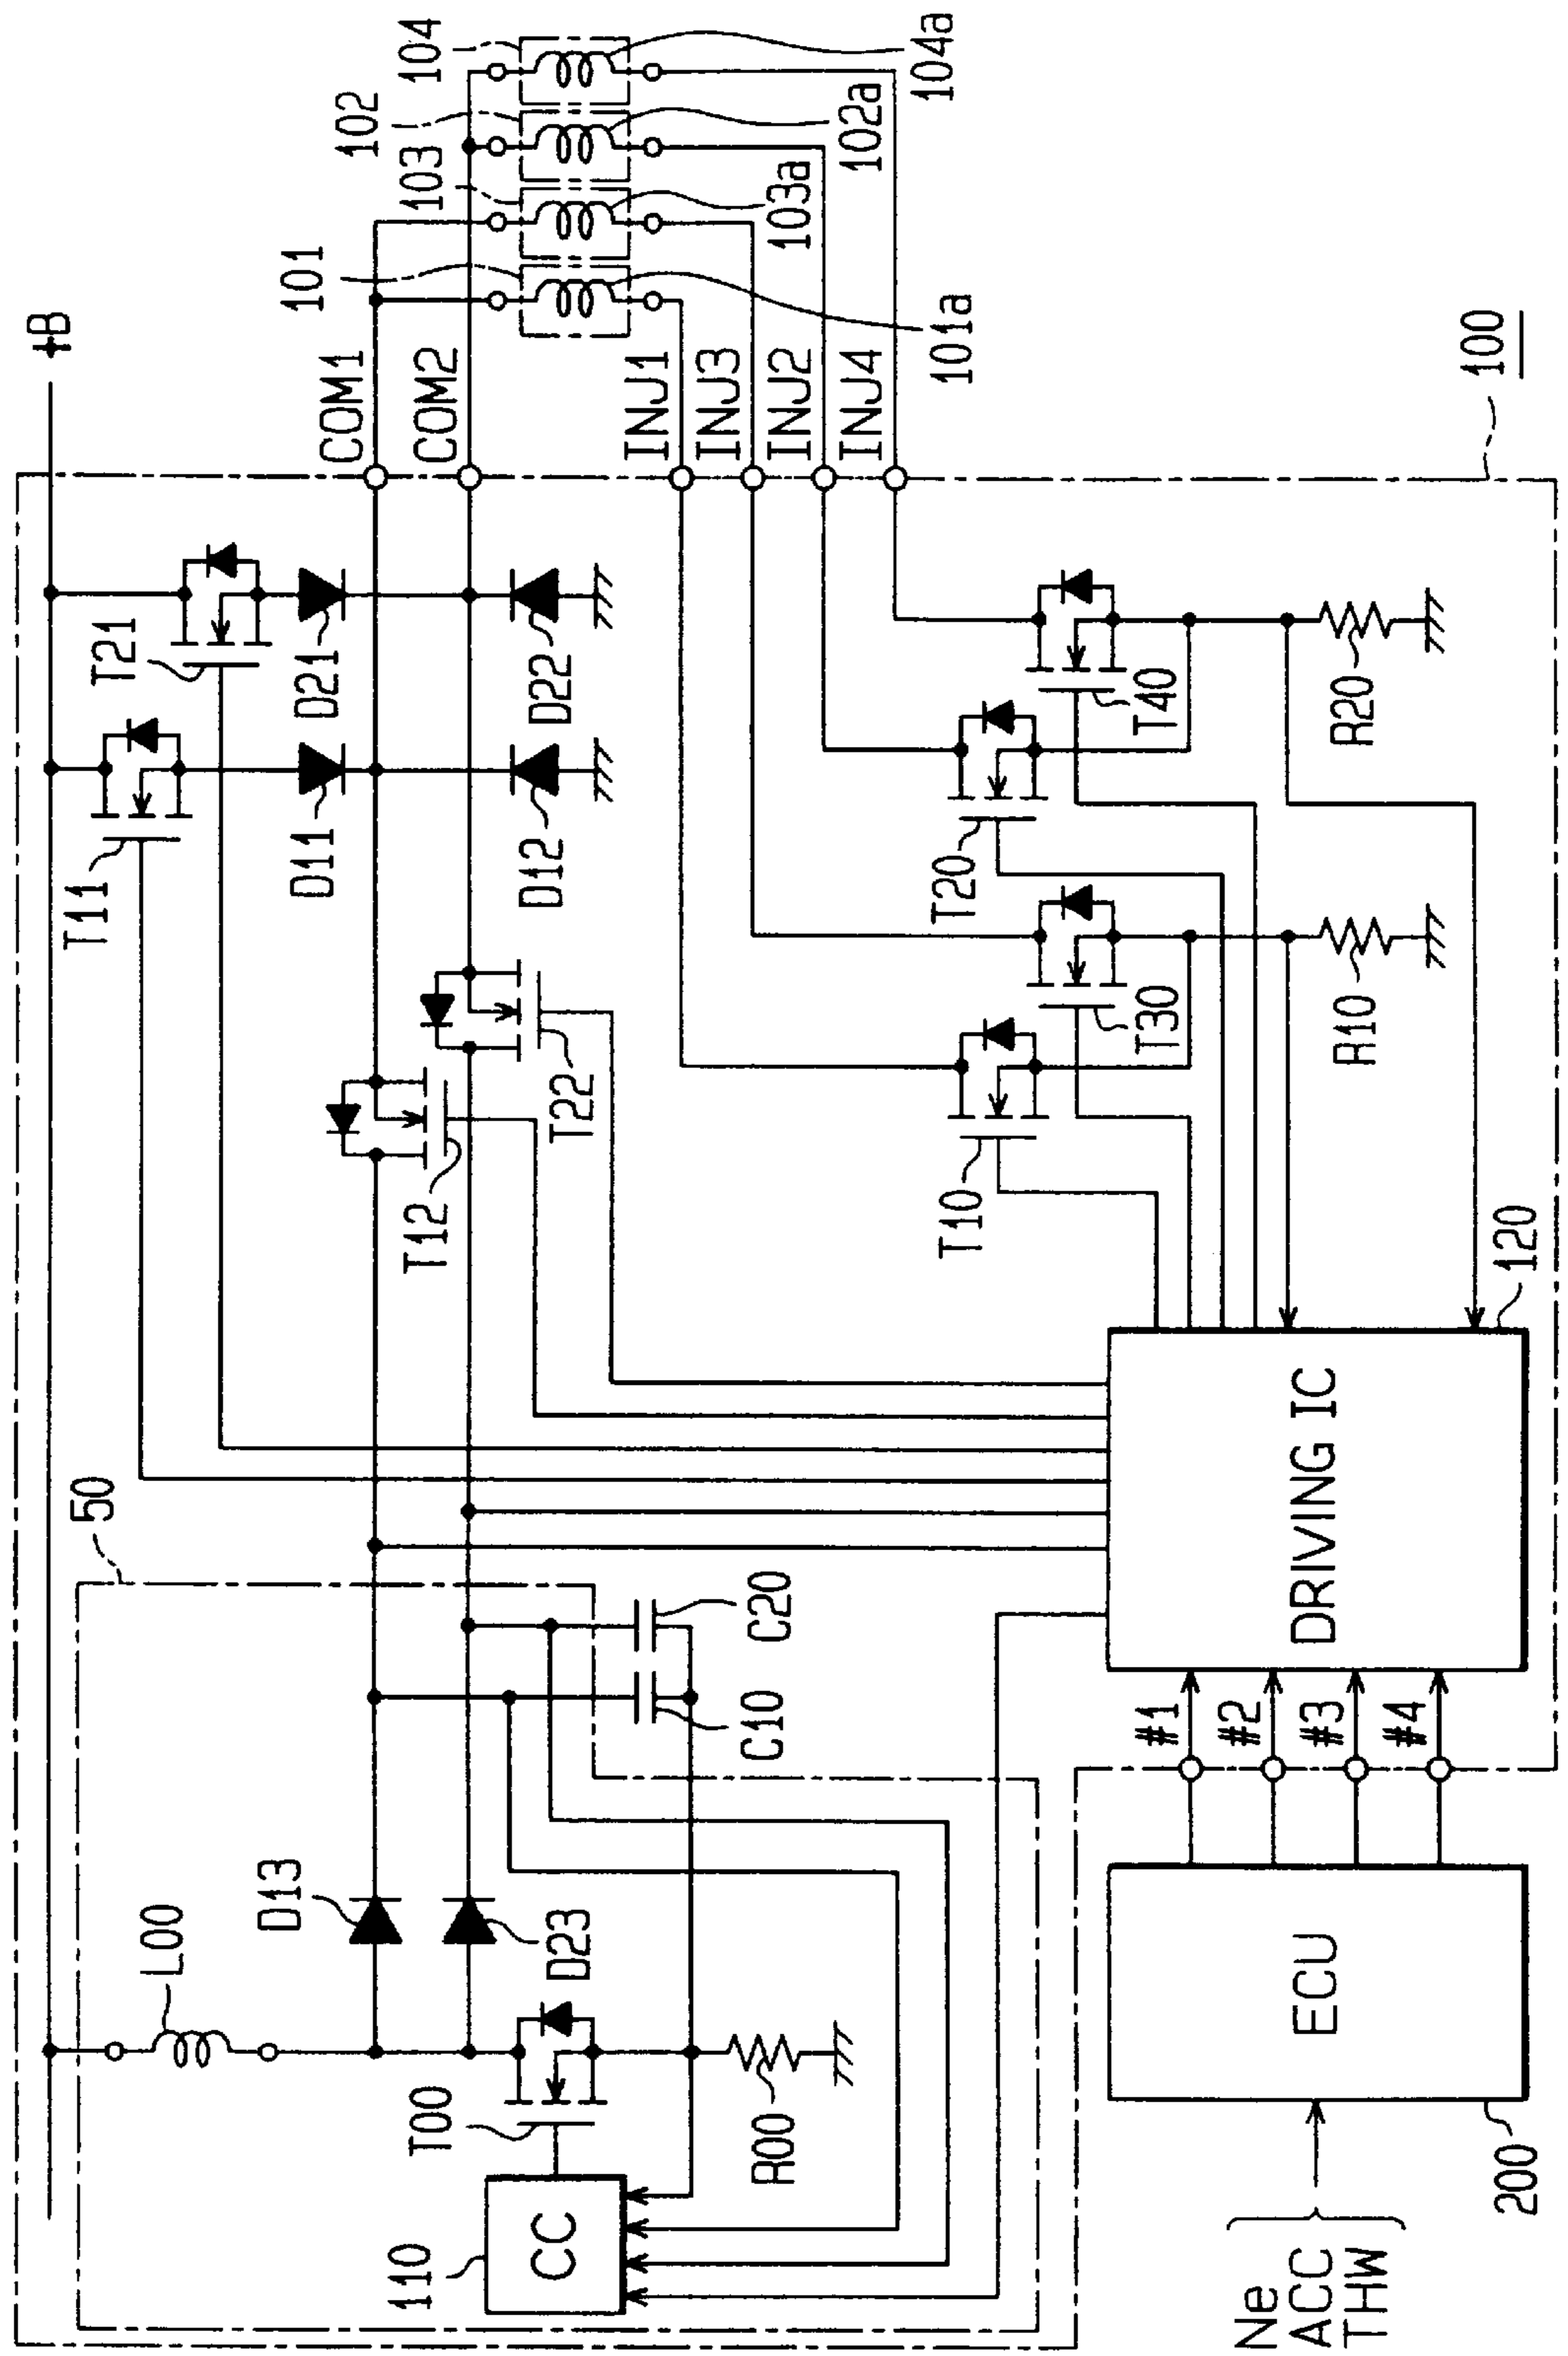 +B
50
L00
T11
T21
D13
D11
D21
COM1
COM2
101
103
102
104
T12
T22
D23
T00
110
CC
R00
C10
C20
D12
D22
INJ1
INJ3
INJ2
INJ4
101a
103a
102a
104a
T10
T30
T20
T40
R10
R20
100
Ne
ACC
THW
ECU
200
#1
#2
#3
#4
DRIVING IC
120